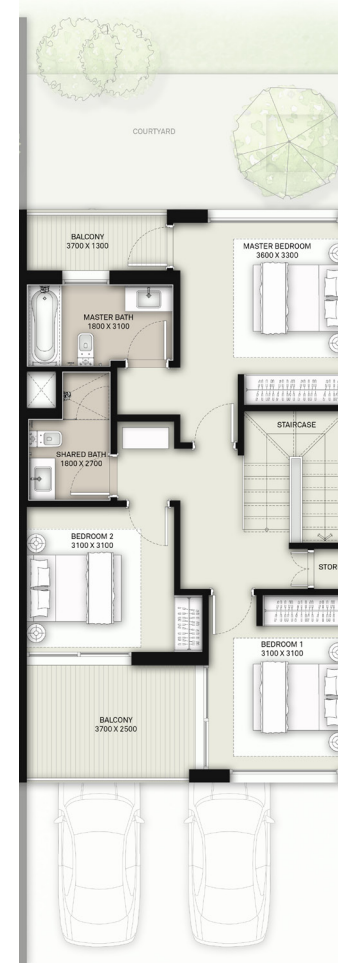 COURTYARD
BALCONY
3700 X 1300
MASTER BEDROOM
3600 X 3300
MASTER BATH
1800 X 3100
STAIRCASE
SHARED BATH
1800 X 2700
BEDROOM 2
3100 X 3100
STOR
BEDROOM 1
3100 X 3100
BALCONY
3700 X 2500